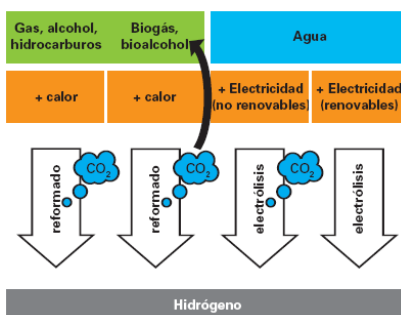 Gas, alcohol,
hidrocarburos
Biogás,
bioalcohol
Agua
+ calor
+ calor
+ Electricidad
(no renovables)
+ Electricidad
(renovables)
reformado
CO2
reformado
CO2
electrólisis
CO2
electrólisis
Hidrógeno